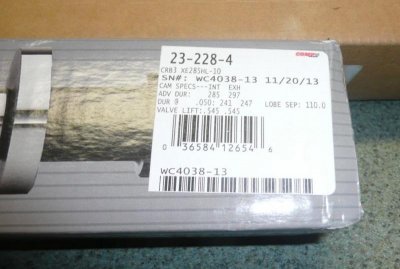 COMP
23-228-4
CRB3 XE285HL-10
SN#: WC4038-13 11/20/13
CAM SPECS---INT EXH
ADV DUR: 285 297
DUR @ .050: 241 247 LOBE SEP: 110.0
VALVE LIFT: .545 .545
0 36584 12654 6
WC4038-13